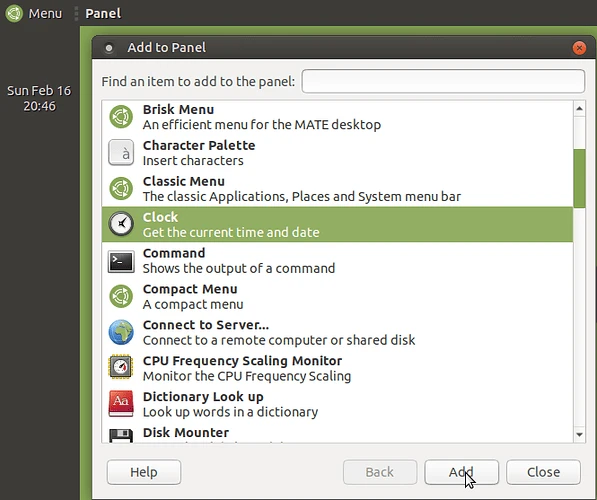 Menu
Panel
Sun Feb 16
20:46
Add to Panel
Find an item to add to the panel:
Brisk Menu
An efficient menu for the MATE desktop
à
Character Palette
Insert characters
Classic Menu
The classic Applications, Places and System menu bar
Clock
Get the current time and date
Command
Shows the output of a command
Compact Menu
A compact menu
Connect to Server...
Connect to a remote computer or shared disk
CPU Frequency Scaling Monitor
Monitor the CPU Frequency Scaling
Aa
Dictionary Look up
Look up words in a dictionary
Disk Mounter
Help
Back
Add
Close